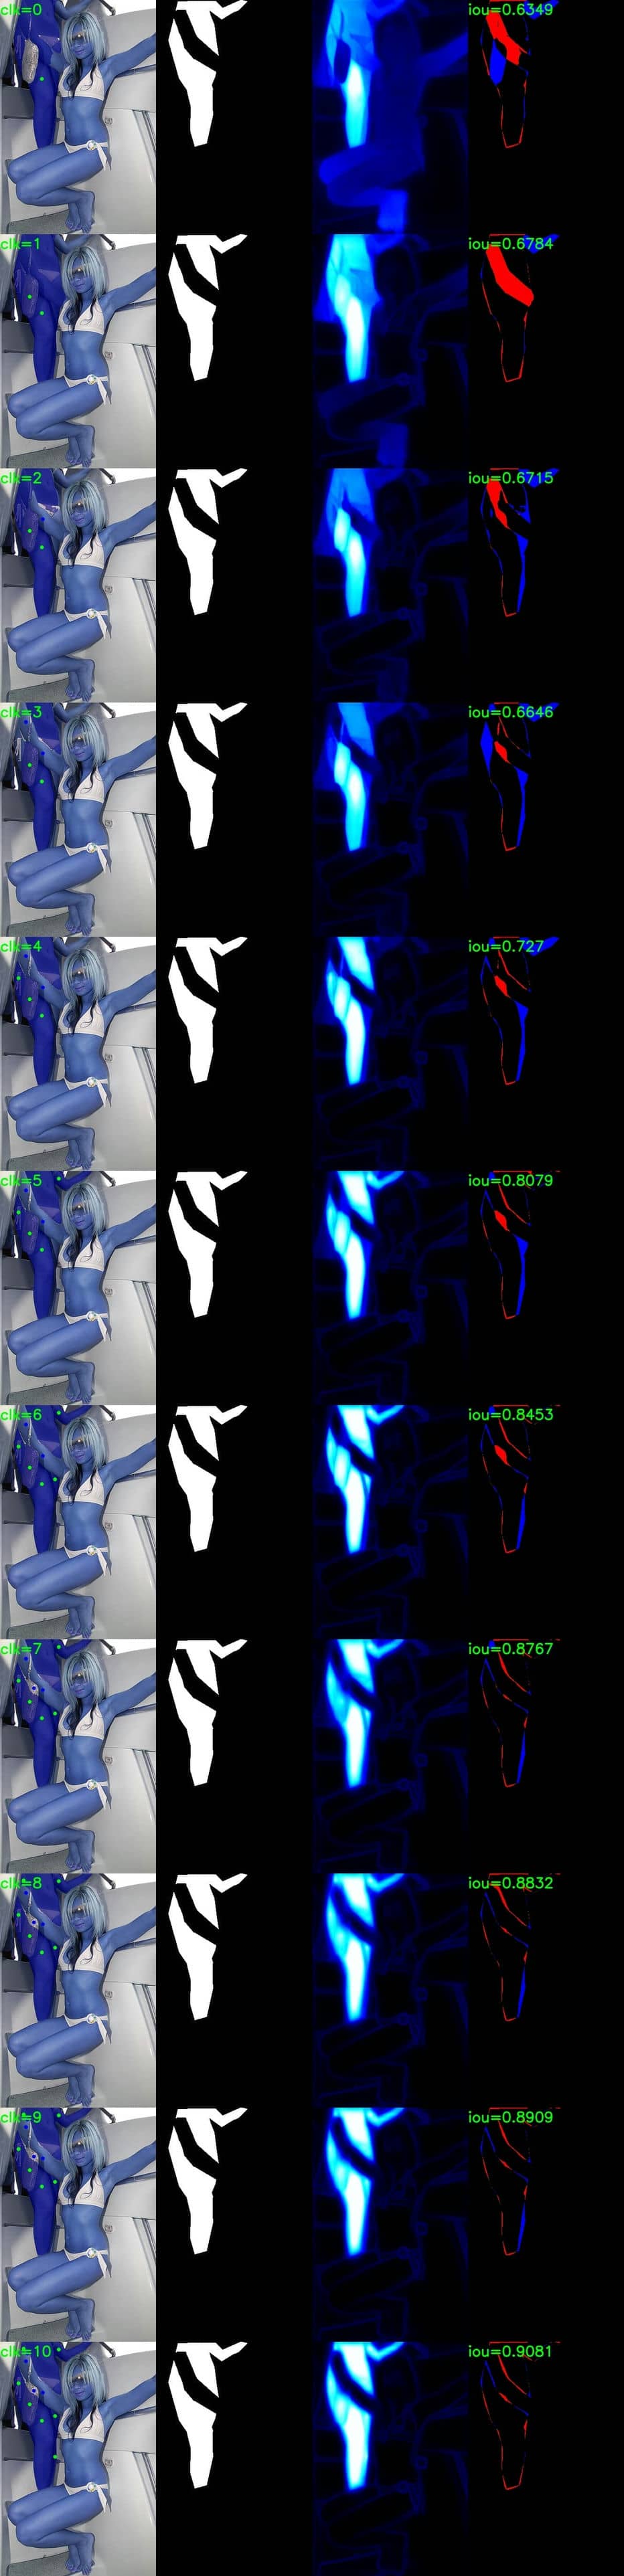 clk=0 iou=0.6349
clk=1 iou=0.6784
clk=2 iou=0.6715
clk=3 iou=0.6646
clk=4 iou=0.727
clk=5 iou=0.8079
clk=6 iou=0.8453
clk=7 iou=0.8767
clk=8 iou=0.8832
clk=9 iou=0.8909
clk=10 iou=0.9081